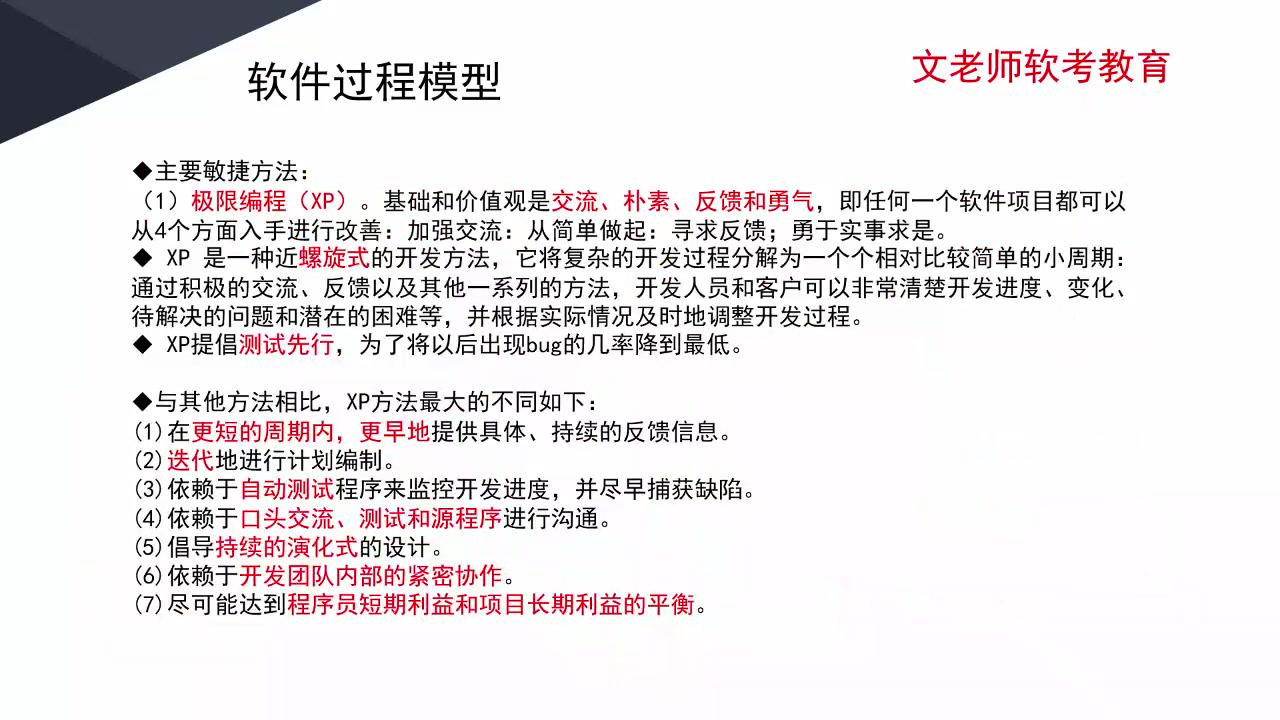 软件过程模型
文老师软考教育
◆主要敏捷方法:
（1）极限编程（XP）。基础和价值观是交流、朴素、反馈和勇气，即任何一个软件项目都可以
从4个方面入手进行改善：加强交流：从简单做起：寻求反馈；勇于实事求是。
◆ XP 是一种近螺旋式的开发方法，它将复杂的开发过程分解为一个个相对比较简单的小周期：
通过积极的交流、反馈以及其他一系列的方法，开发人员和客户可以非常清楚开发进度、变化、
待解决的问题和潜在的困难等，并根据实际情况及时地调整开发过程。
◆ XP提倡测试先行，为了将以后出现bug的几率降到最低。
◆与其他方法相比，XP方法最大的不同如下：
(1)在更短的周期内，更早地提供具体、持续的反馈信息。
(2)迭代地进行计划编制。
(3)依赖于自动测试程序来监控开发进度，并尽早捕获缺陷。
(4)依赖于口头交流、测试和源程序进行沟通。
(5)倡导持续的演化式的设计。
(6)依赖于开发团队内部的紧密协作。
(7)尽可能达到程序员短期利益和项目长期利益的平衡。